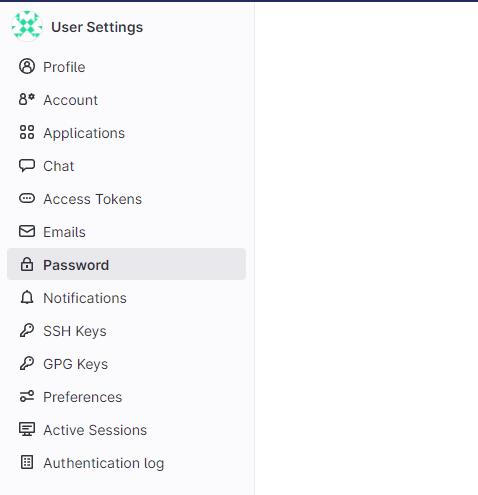 User Settings
Profile
Account
Applications
Chat
Access Tokens
Emails
Password
Notifications
SSH Keys
GPG Keys
Preferences
Active Sessions
Authentication log